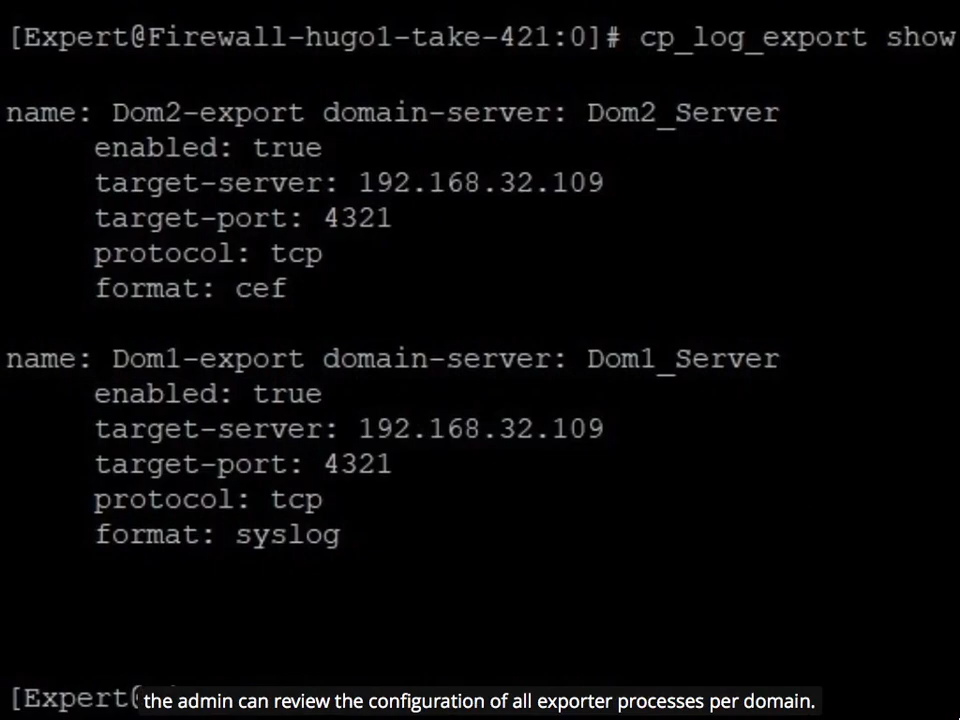 [Expert@Firewall-hugo1-take-421:0]# cp_log_export show
name: Dom2-export domain-server: Dom2_Server
enabled: true
target-server: 192.168.32.109
target-port: 4321
protocol: tcp
format: cef
name: Dom1-export domain-server: Dom1_Server
enabled: true
target-server: 192.168.32.109
target-port: 4321
protocol: tcp
format: syslog
[Expert@
the admin can review the configuration of all exporter processes per domain.